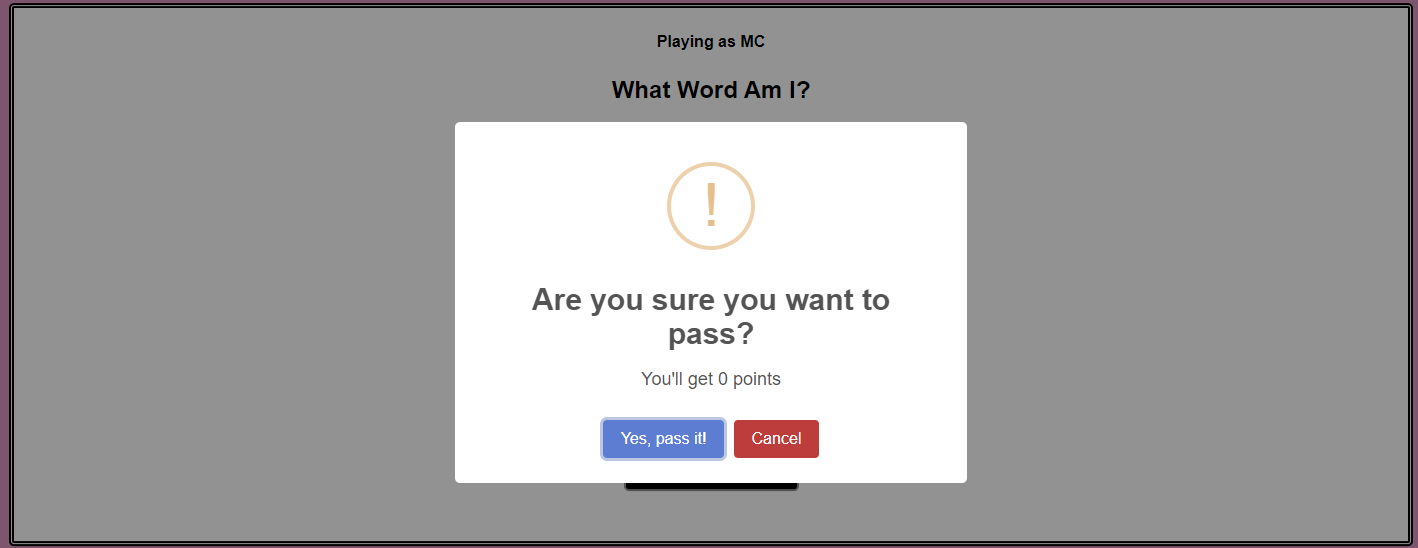 Playing as MC
What Word Am I?
!
Are you sure you want to
pass?
You'll get 0 points
Yes, pass it! Cancel